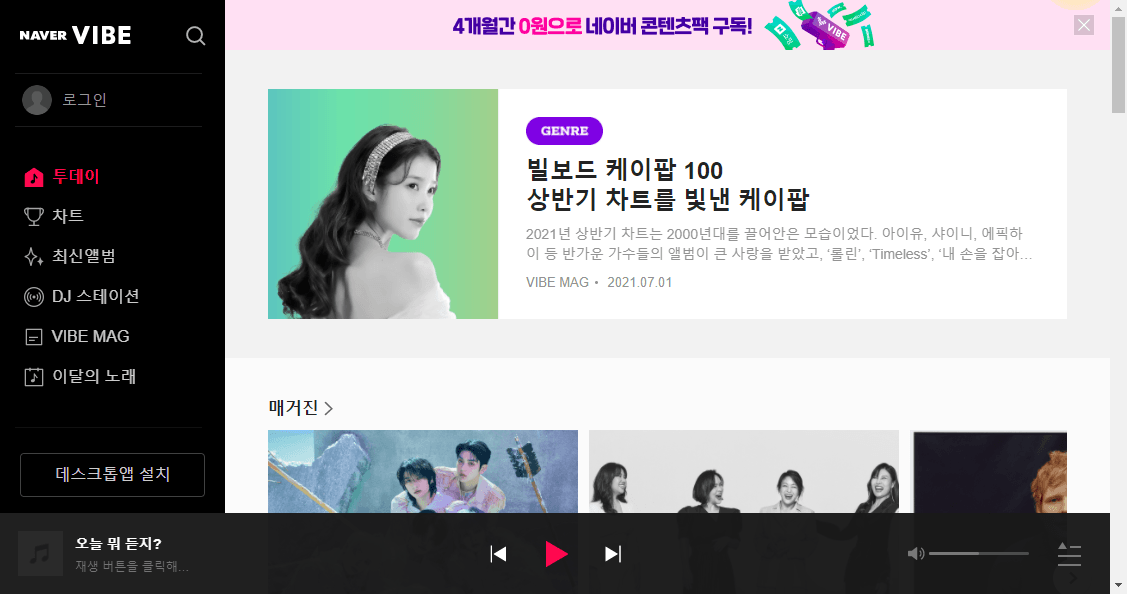 NAVER VIBE
로그인
투데이
차트
최신앨범
DJ 스테이션
VIBE MAG
이달의 노래
데스크톱앱 설치
4개월간 0원으로 네이버 콘텐츠팩 구독!
VIBE
GENRE
빌보드 케이팝 100
상반기 차트를 빛낸 케이팝
2021년 상반기 차트는 2000년대를 끌어안은 모습이었다. 아이유, 샤이니, 에픽하
이 등 반가운 가수들의 앨범이 큰 사랑을 받았고, ‘롤린’, ‘Timeless’, ‘내 손을 잡아...
VIBE MAG • 2021.07.01
매거진
오늘 뭐 듣지?
재생 버튼을 클릭해...